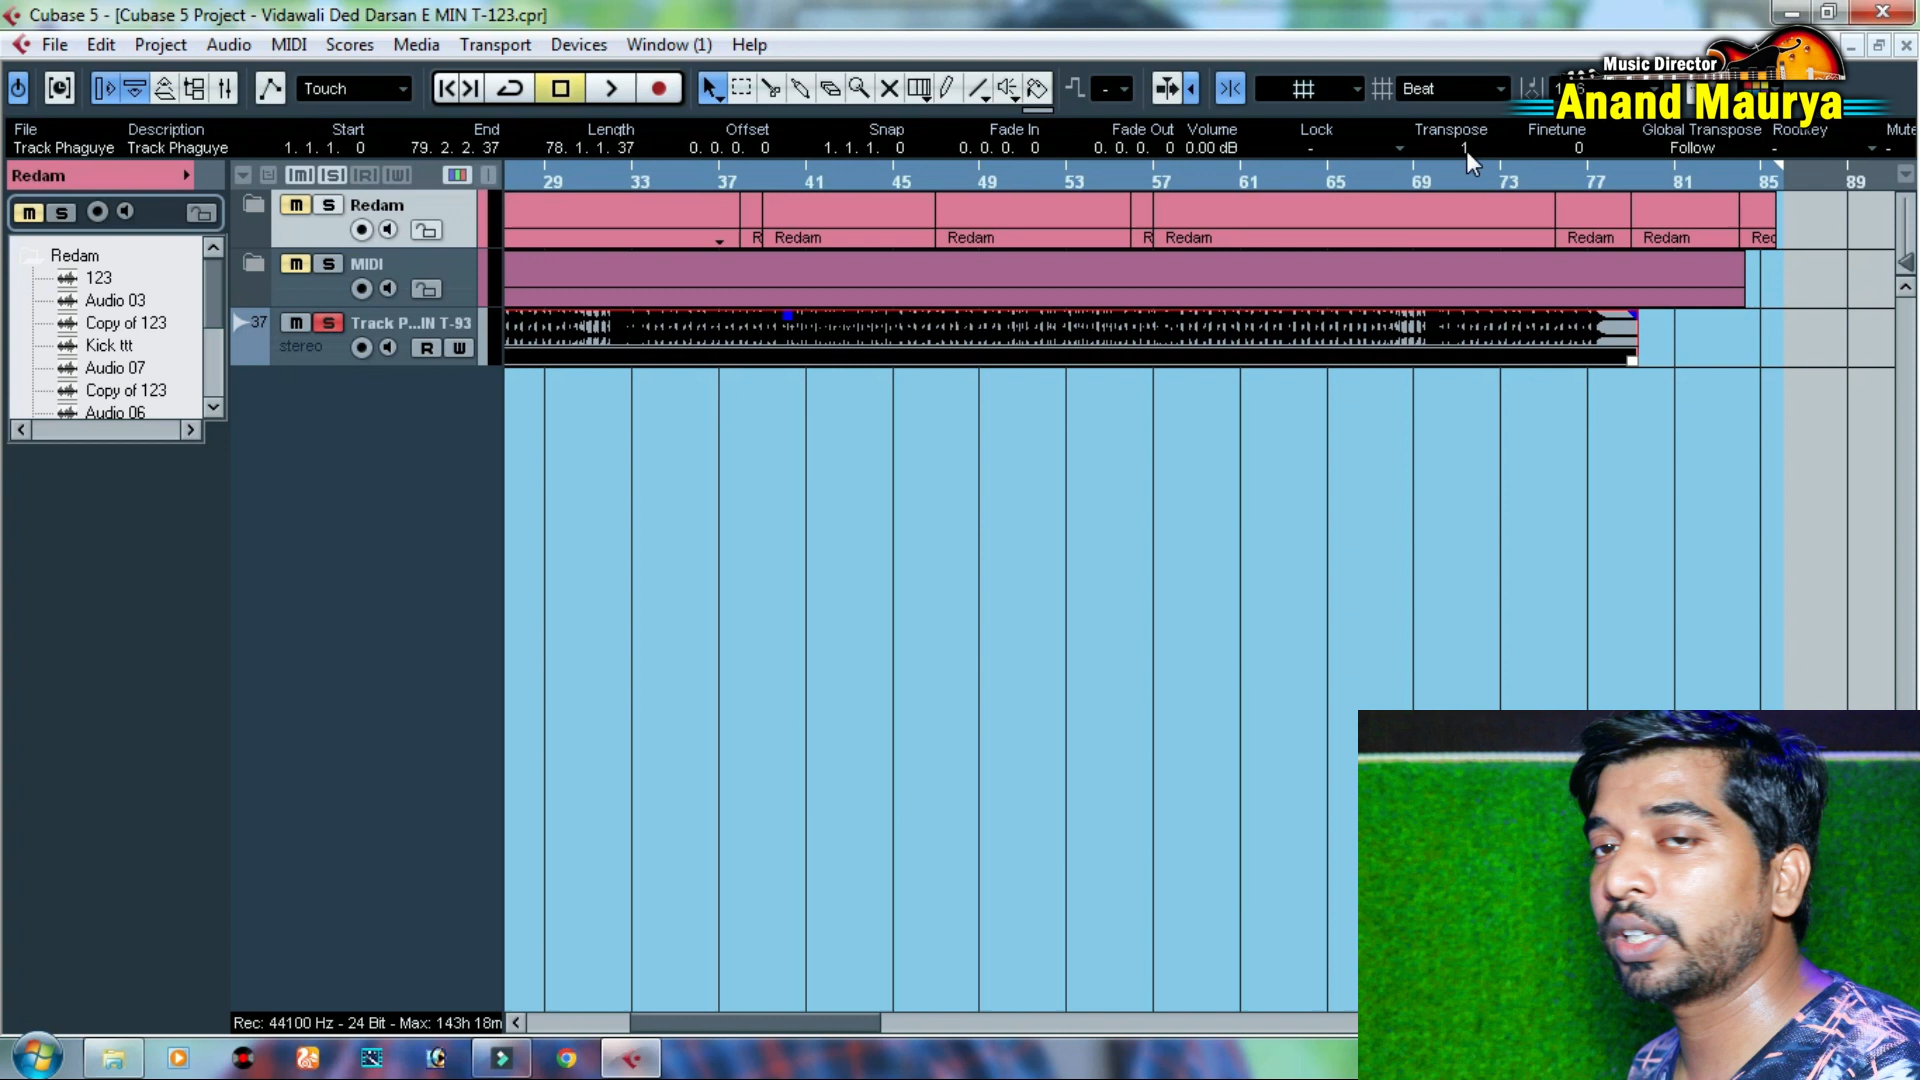 Cubase 5 - [Cubase 5 Project - Vidawali Ded Darsan E MIN T-123.cpr]
File Edit Project Audio MIDI Scores Media Transport Devices Window (1) Help
Music Director
Anand Maurya
Touch
Beat
File Description Start End Length Offset Snap Fade In Fade Out Volume Lock Transpose Finetune Global Transpose Rootkey Mute
Track Phaguye Track Phaguye 1. 1. 1. 0 79. 2. 2. 37 78. 1. 1. 37 0. 0. 0. 0 1. 1. 1. 0 0. 0. 0. 0 0. 0. 0. 0 0.00 dB - 1 0 Follow - -
Redam
M S
29 33 37 41 45 49 53 57 61 65 69 73 77 81 85 89
M S Redam
R Redam Redam R Redam Redam Redam Red
M S MIDI
37 M S Track P...IN T-93
stereo R W
Redam
123
Audio 03
Copy of 123
Kick ttt
Audio 07
Copy of 123
Audio 06
Rec: 44100 Hz - 24 Bit - Max: 143h 18m